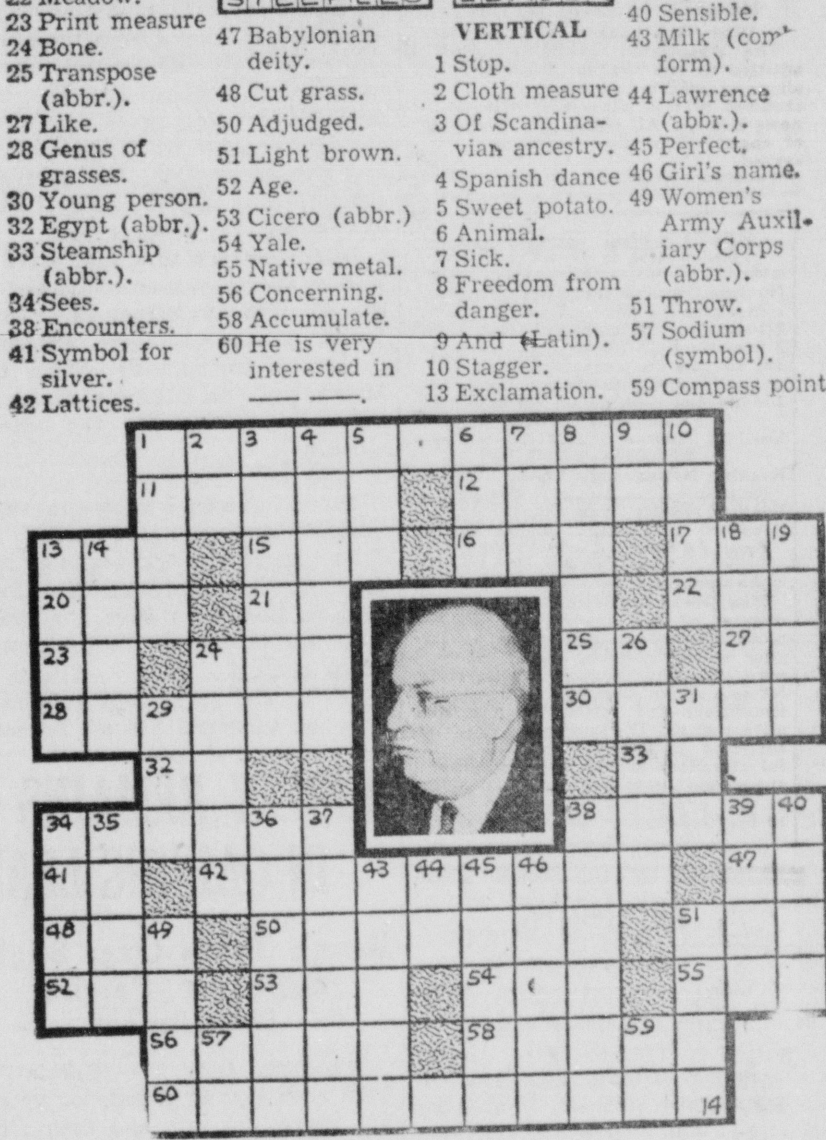 22 Meadow.
23 Print measure
24 Bone.
25 Transpose
(abbr.).
27 Like.
28 Genus of
grasses.
30 Young person.
32 Egypt (abbr.).
33 Steamship
(abbr.).
34 Sees.
38 Encounters.
41 Symbol for
silver.
42 Lattices.
47 Babylonian
deity.
48 Cut grass.
50 Adjudged.
51 Light brown.
52 Age.
53 Cicero (abbr.)
54 Yale.
55 Native metal.
56 Concerning.
58 Accumulate.
60 He is very
interested in
—— ——.
VERTICAL
1 Stop.
2 Cloth measure
3 Of Scandina-
vian ancestry.
4 Spanish dance
5 Sweet potato.
6 Animal.
7 Sick.
8 Freedom from
danger.
9 And (Latin).
10 Stagger.
13 Exclamation.
40 Sensible.
43 Milk (comb
form).
44 Lawrence
(abbr.).
45 Perfect.
46 Girl's name.
49 Women's
Army Auxil-
iary Corps
(abbr.).
51 Throw.
57 Sodium
(symbol).
59 Compass point
1 2 3 4 5 6 7 8 9 10
11 12
13 14 15 16 17 18 19
20 21 22
23 24 25 26 27
28 29 30 31
32 33
34 35 36 37 38 39 40
41 42 43 44 45 46 47
48 49 50 51
52 53 54 55
56 57 58 59
60 14